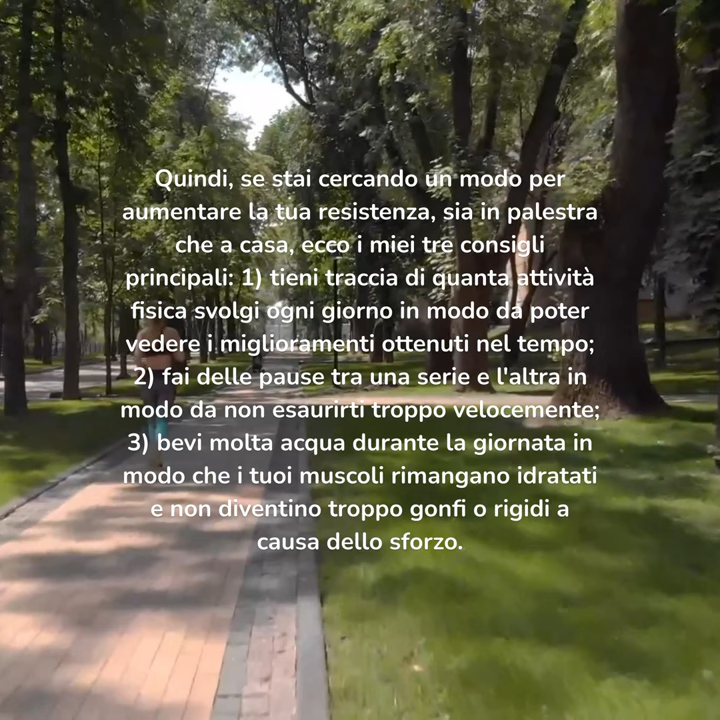 Quindi, se stai cercando un modo per
aumentare la tua resistenza, sia in palestra
che a casa, ecco i miei tre consigli
principali: 1) tieni traccia di quanta attività
fisica svolgi ogni giorno in modo da poter
vedere i miglioramenti ottenuti nel tempo;
2) fai delle pause tra una serie e l'altra in
modo da non esaurirti troppo velocemente;
3) bevi molta acqua durante la giornata in
modo che i tuoi muscoli rimangano idratati
e non diventino troppo gonfi o rigidi a
causa dello sforzo.